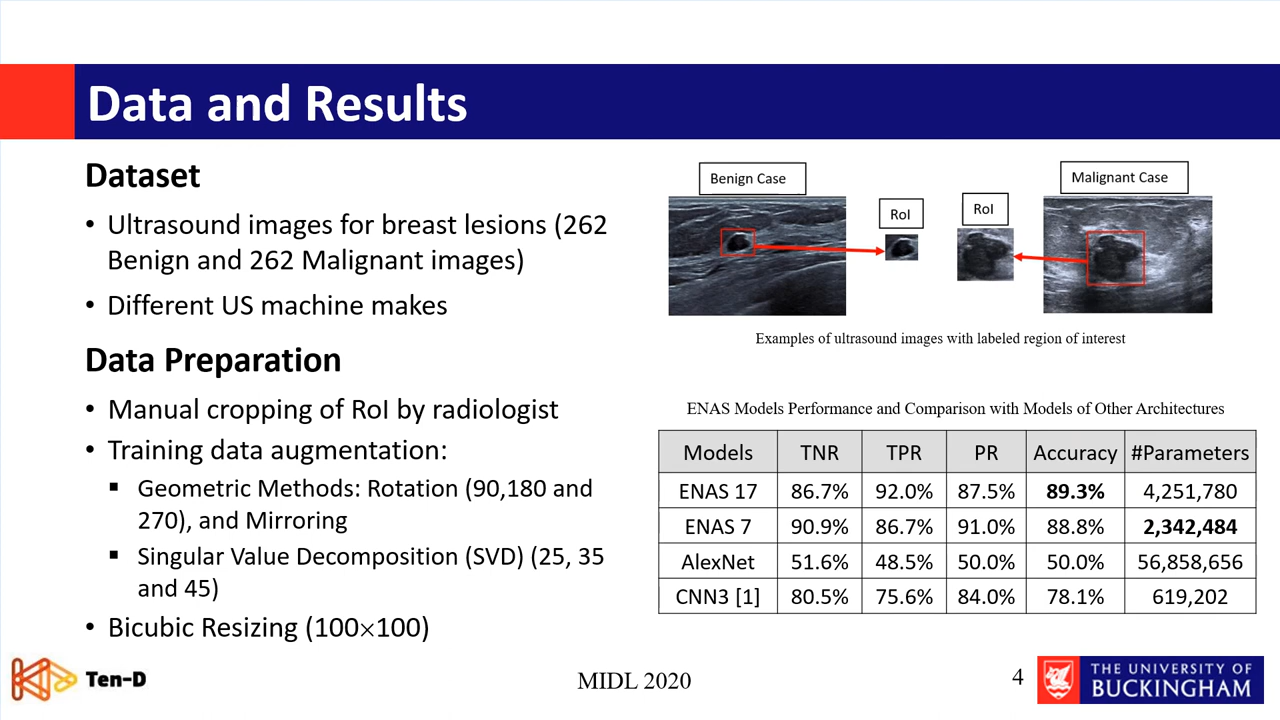 Data and Results
Dataset
• Ultrasound images for breast lesions (262
Benign and 262 Malignant images)
• Different US machine makes
Data Preparation
• Manual cropping of RoI by radiologist
• Training data augmentation:
▪ Geometric Methods: Rotation (90,180 and
270), and Mirroring
▪ Singular Value Decomposition (SVD) (25, 35
and 45)
• Bicubic Resizing (100×100)
Benign Case
RoI
RoI
Malignant Case
Examples of ultrasound images with labeled region of interest
ENAS Models Performance and Comparison with Models of Other Architectures
Models TNR TPR PR Accuracy #Parameters
ENAS 17 86.7% 92.0% 87.5% 89.3% 4,251,780
ENAS 7 90.9% 86.7% 91.0% 88.8% 2,342,484
AlexNet 51.6% 48.5% 50.0% 50.0% 56,858,656
CNN3 [1] 80.5% 75.6% 84.0% 78.1% 619,202
Ten-D
MIDL 2020
4
THE UNIVERSITY OF
BUCKINGHAM